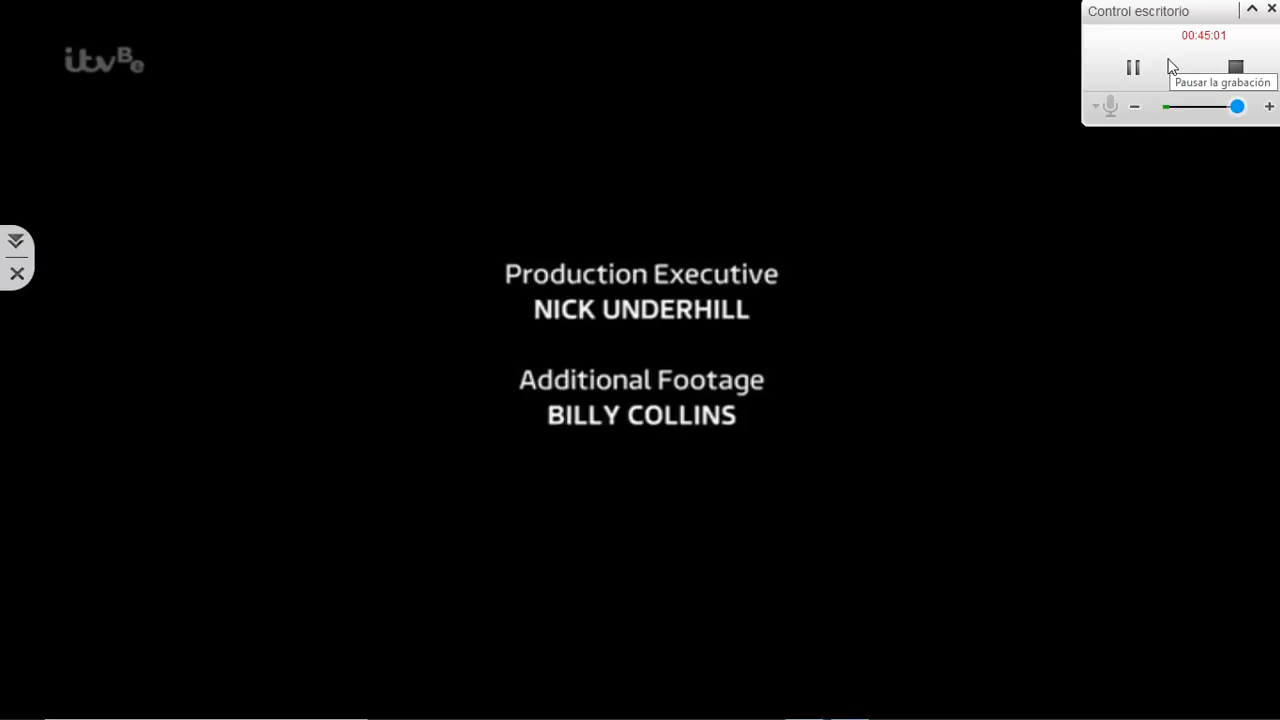 Control escritorio
00:45:01
Pausar la grabación
itvBe
Production Executive
NICK UNDERHILL
Additional Footage
BILLY COLLINS